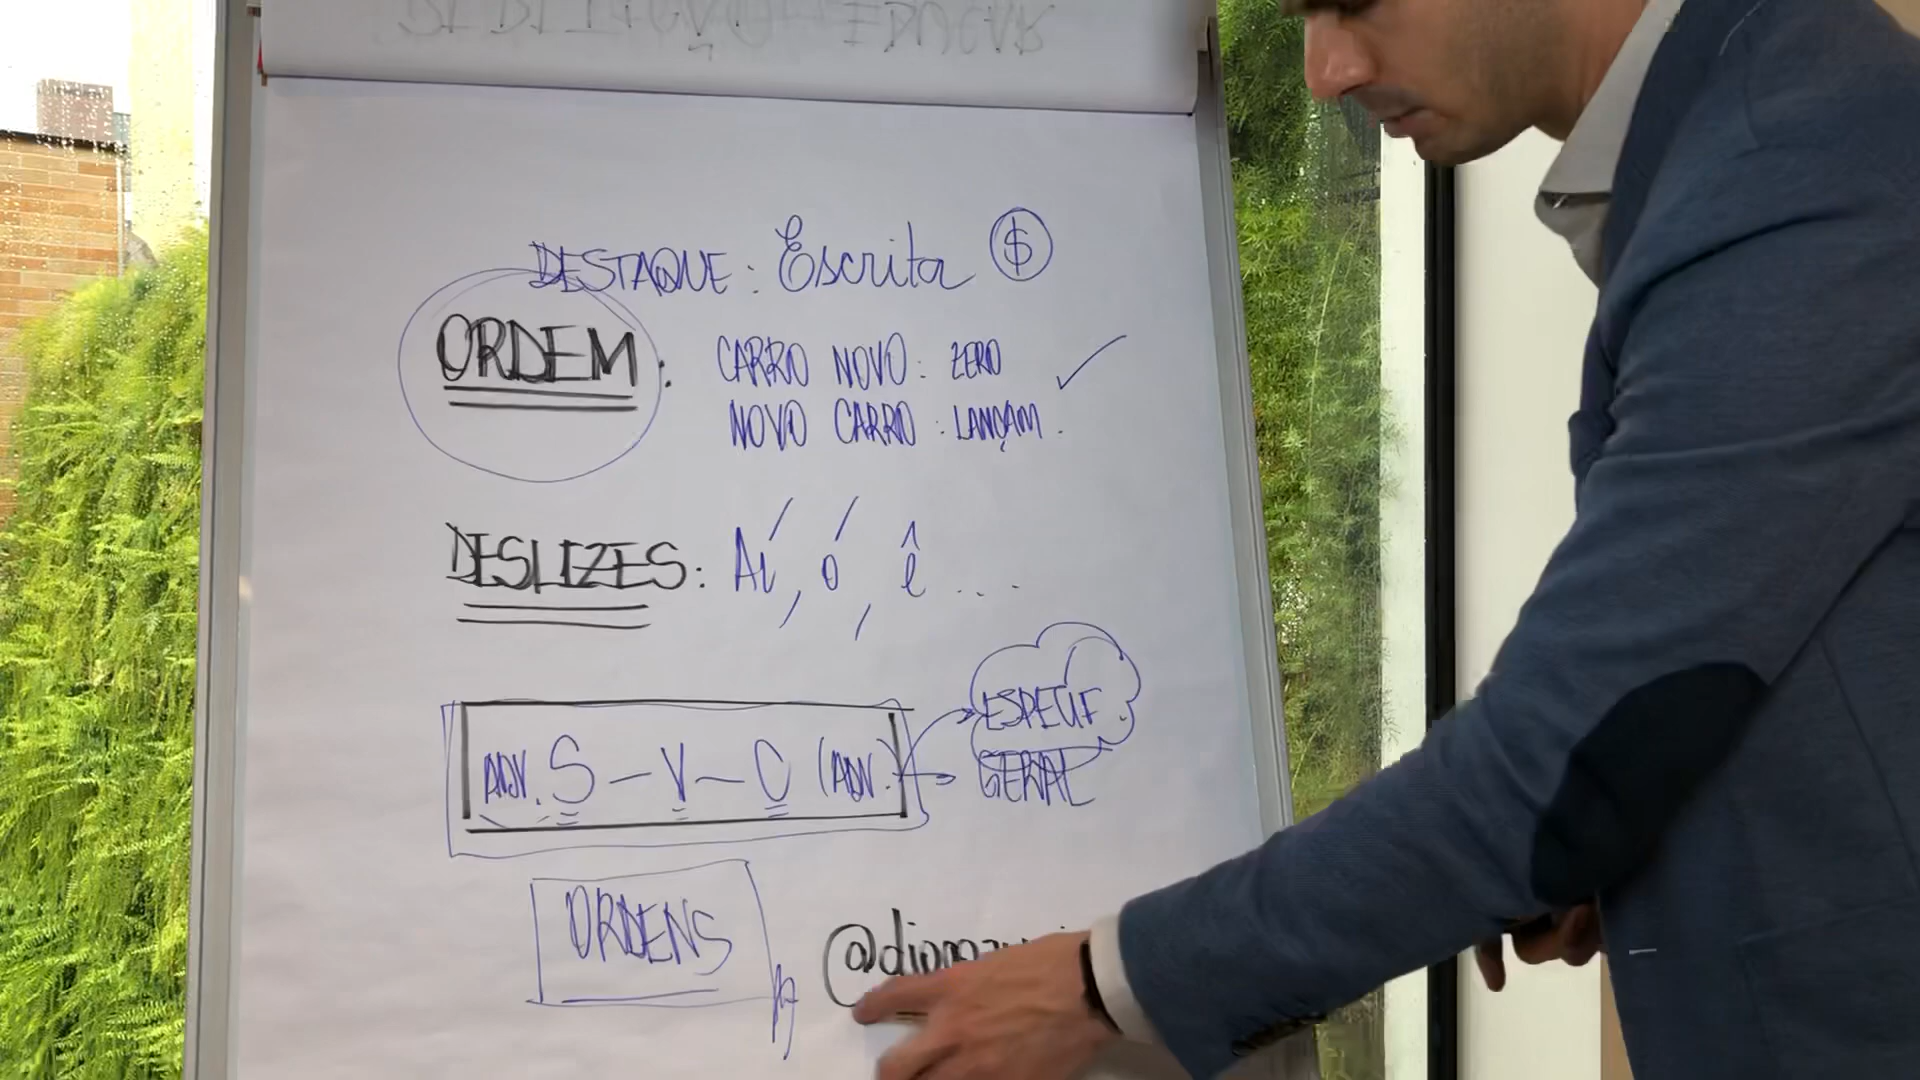 DESTAQUE: Escrita $
ORDEM: CARRO NOVO: ZERO
NOVO CARRO: LANÇAM.
DESLIZES: Aí, ó, ê ...
ADV. S - V - C (ADV.)
ESPECIF.
GERAL
ORDENS